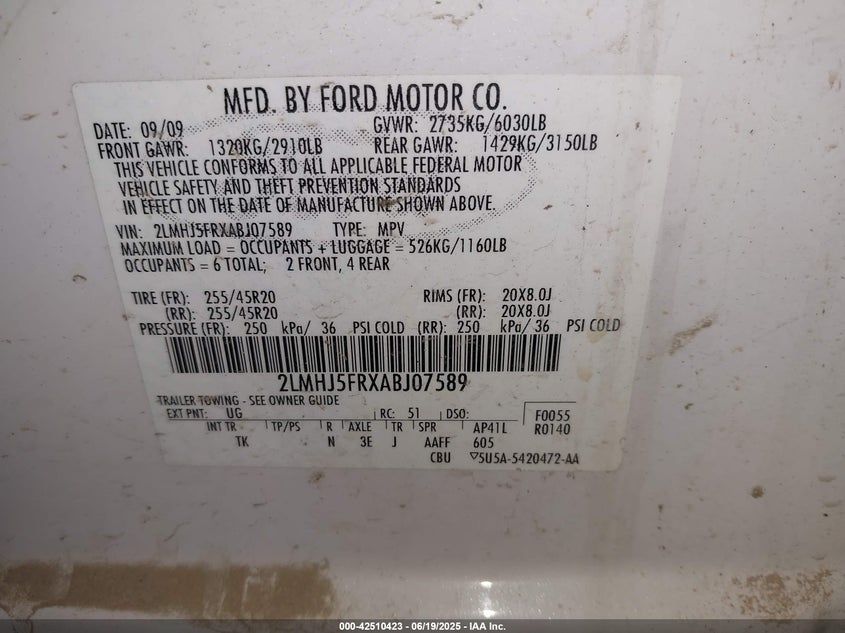 MFD. BY FORD MOTOR CO.
DATE: 09/09 GVWR: 2735KG/6030LB
FRONT GAWR: 1320KG/2910LB REAR GAWR: 1429KG/3150LB
THIS VEHICLE CONFORMS TO ALL APPLICABLE FEDERAL MOTOR
VEHICLE SAFETY AND THEFT PREVENTION STANDARDS
IN EFFECT ON THE DATE OF MANUFACTURE SHOWN ABOVE.
VIN: 2LMHJ5FRXABJ07589 TYPE: MPV
MAXIMUM LOAD = OCCUPANTS + LUGGAGE = 526KG/1160LB
OCCUPANTS = 6 TOTAL; 2 FRONT, 4 REAR
TIRE (FR): 255/45R20 RIMS (FR): 20X8.0J
(RR): 255/45R20 (RR): 20X8.0J
PRESSURE (FR): 250 kPa/ 36 PSI COLD (RR): 250 kPa/ 36 PSI COLD
2LMHJ5FRXABJ07589
TRAILER TOWING - SEE OWNER GUIDE
EXT PNT: UG RC: 51 DSO: F0055
INT TR TP/PS R AXLE TR SPR AP41L R0140
TK N 3E J AAFF 605
CBU ▽5U5A-5420472-AA
000-42510423 - 06/19/2025 - IAA Inc.